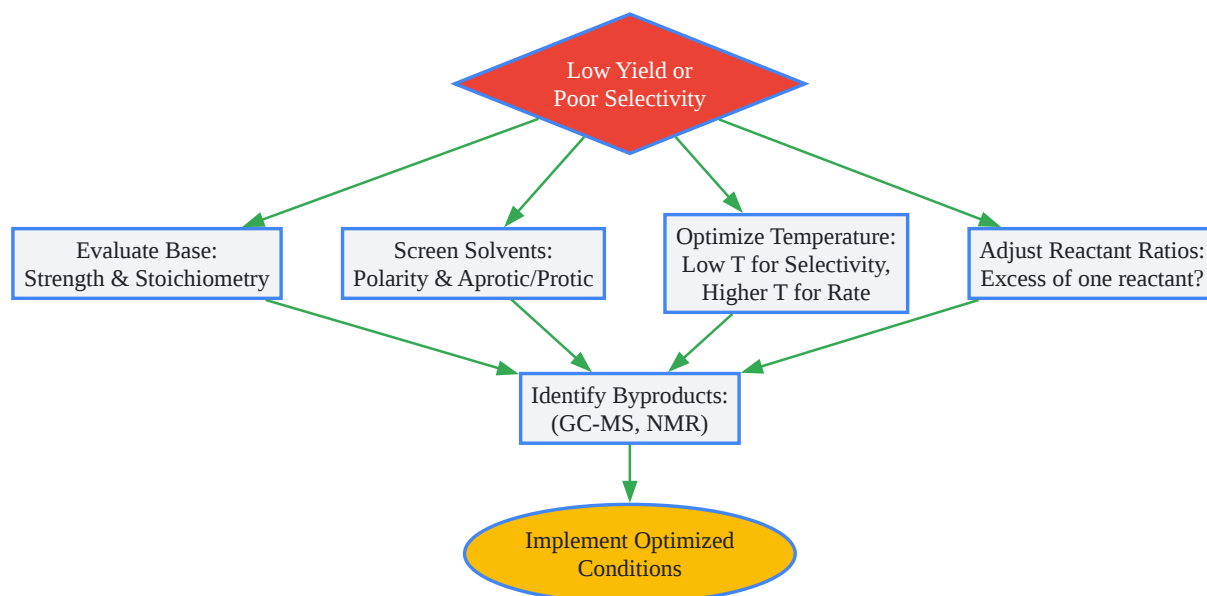 Low Yield or
Poor Selectivity
Evaluate Base:
Strength & Stoichiometry
Screen Solvents:
Polarity & Aprotic/Protic
Optimize Temperature:
Low T for Selectivity,
Higher T for Rate
Adjust Reactant Ratios:
Excess of one reactant?
Identify Byproducts:
(GC-MS, NMR)
Implement Optimized
Conditions